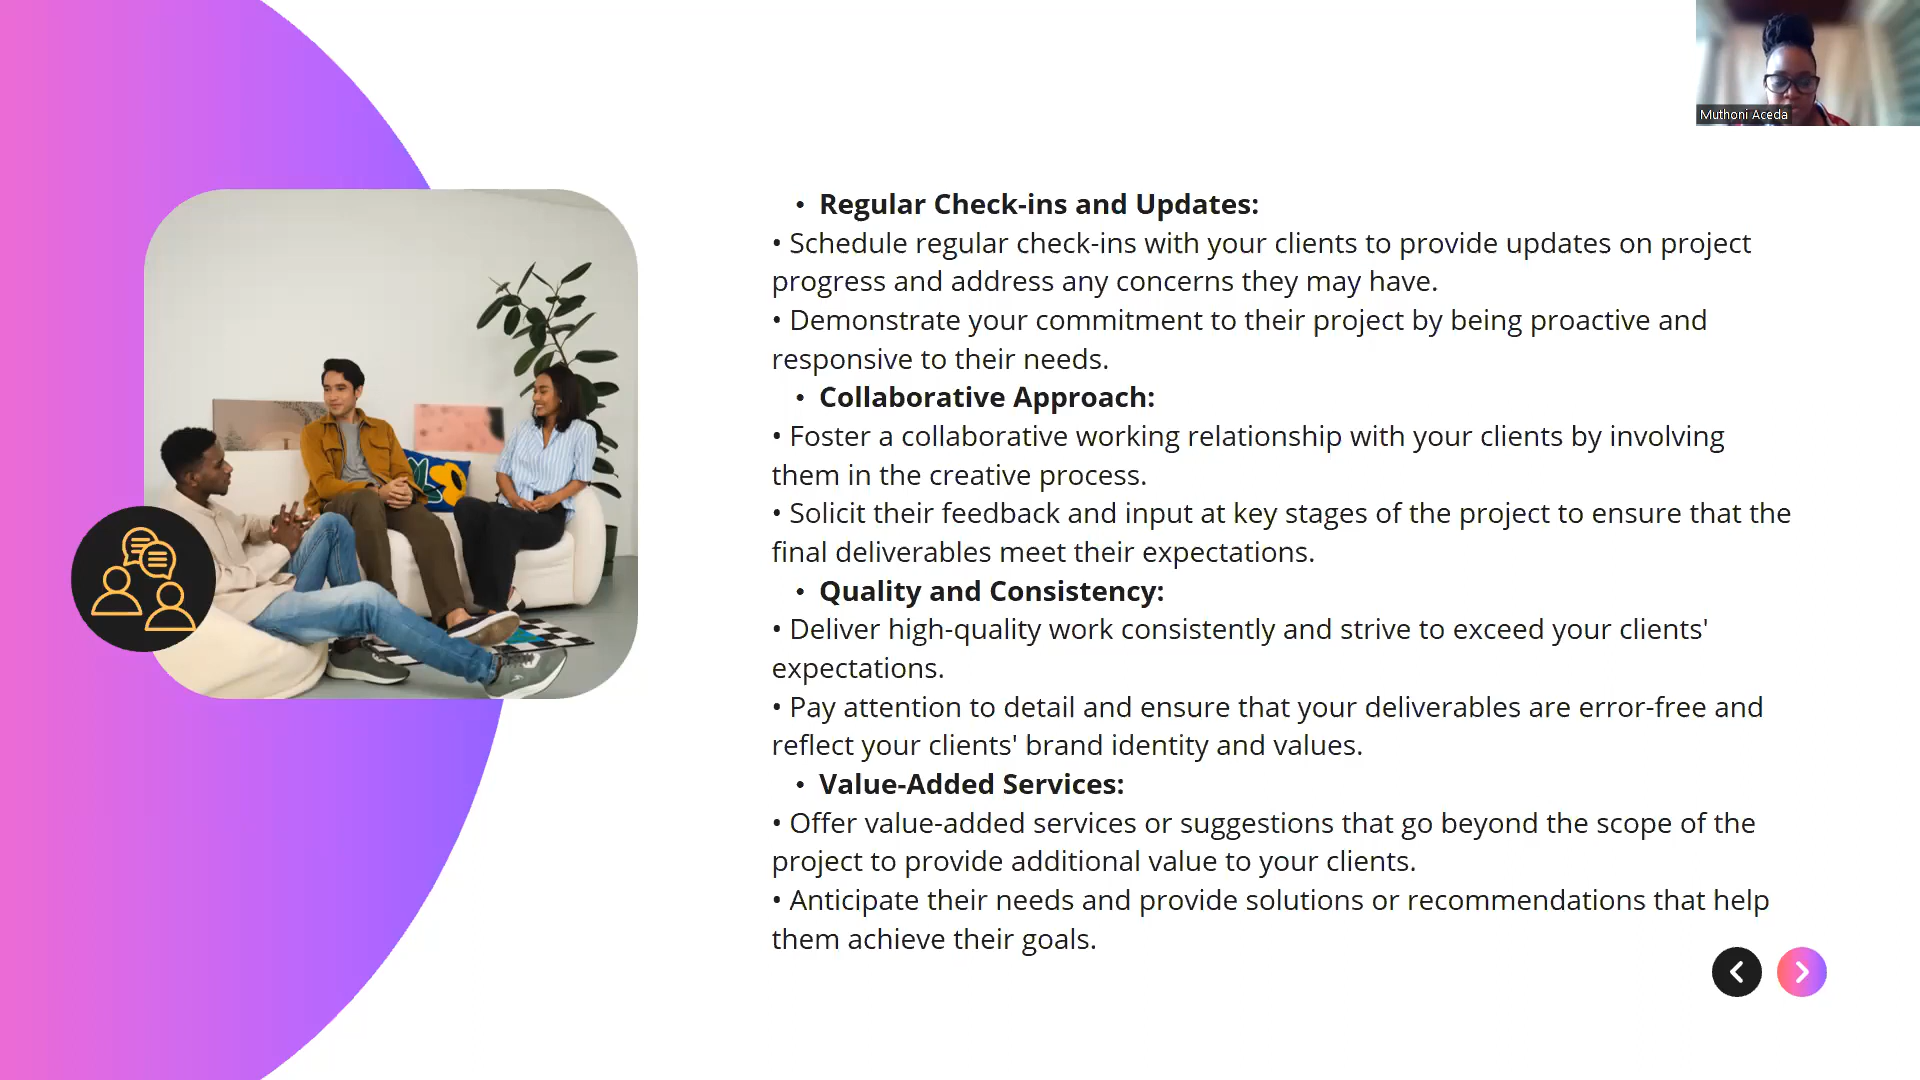 Muthoni Aceda
• Regular Check-ins and Updates:
• Schedule regular check-ins with your clients to provide updates on project
progress and address any concerns they may have.
• Demonstrate your commitment to their project by being proactive and
responsive to their needs.
• Collaborative Approach:
• Foster a collaborative working relationship with your clients by involving
them in the creative process.
• Solicit their feedback and input at key stages of the project to ensure that the
final deliverables meet their expectations.
• Quality and Consistency:
• Deliver high-quality work consistently and strive to exceed your clients'
expectations.
• Pay attention to detail and ensure that your deliverables are error-free and
reflect your clients' brand identity and values.
• Value-Added Services:
• Offer value-added services or suggestions that go beyond the scope of the
project to provide additional value to your clients.
• Anticipate their needs and provide solutions or recommendations that help
them achieve their goals.